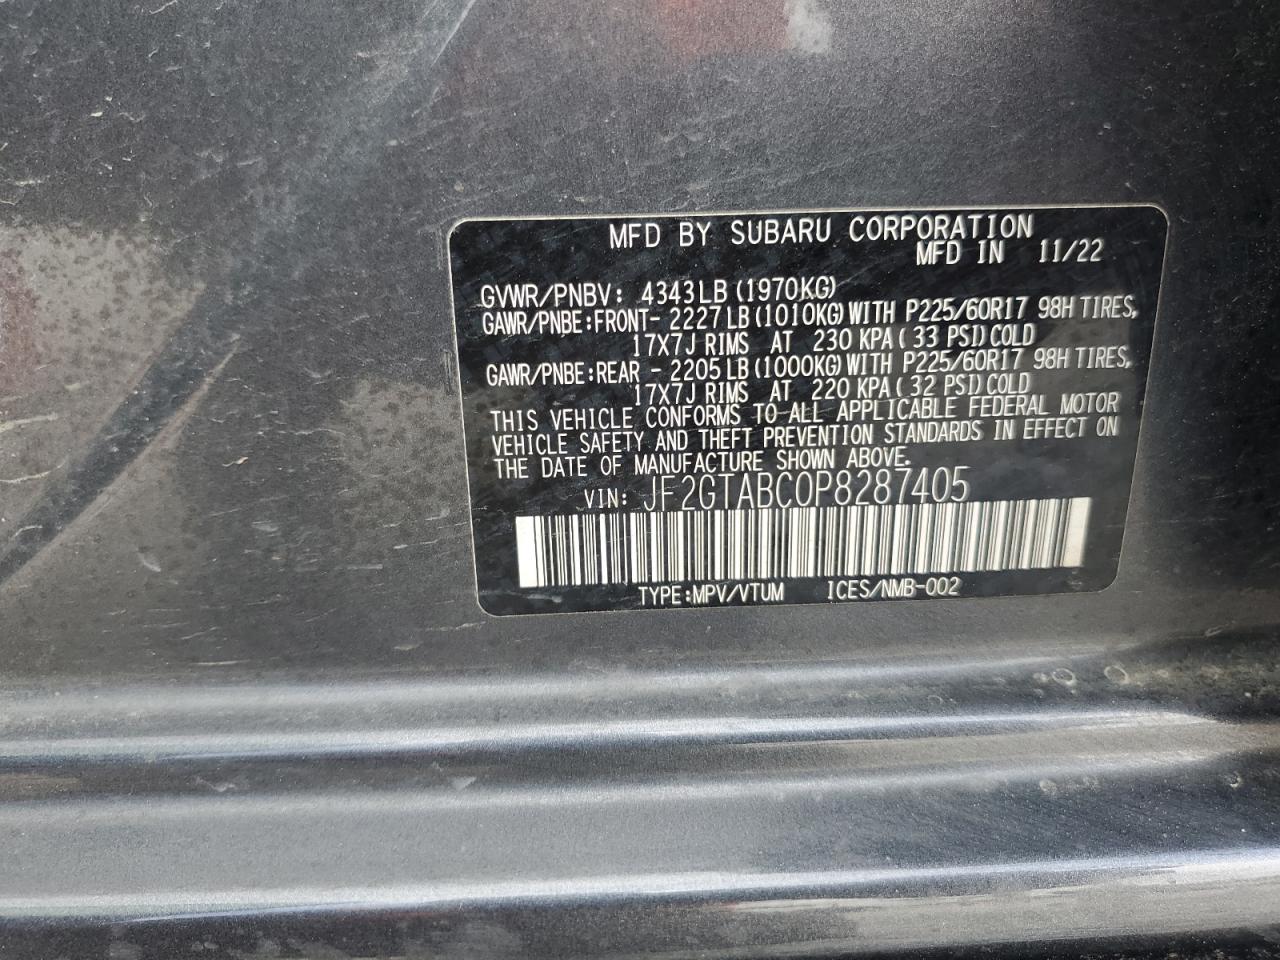 MFD BY SUBARU CORPORATION
MFD IN 11/22
GVWR/PNBV: 4343LB (1970KG)
GAWR/PNBE:FRONT- 2227LB(1010KG)WITH P225/60R17 98H TIRES,
17X7J RIMS AT 230 KPA( 33 PSI)COLD
GAWR/PNBE:REAR - 2205LB(1000KG)WITH P225/60R17 98H TIRES,
17X7J RIMS AT 220 KPA( 32 PSI)COLD
THIS VEHICLE CONFORMS TO ALL APPLICABLE FEDERAL MOTOR
VEHICLE SAFETY AND THEFT PREVENTION STANDARDS IN EFFECT ON
THE DATE OF MANUFACTURE SHOWN ABOVE.
VIN: JF2GTABC0P8287405
TYPE:MPV/VTUM ICES/NMB-002